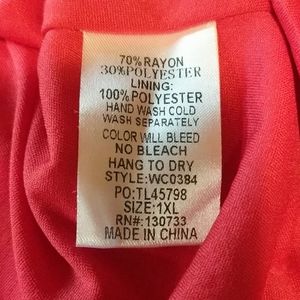 70%RAYON
30%POLYESTER
LINING:
100%POLYESTER
HAND WASH COLD
WASH SEPARATELY
COLOR WILL BLEED
NO BLEACH
HANG TO DRY
STYLE:WC0384
PO:TL45798
SIZE:1XL
RN#:130733
MADE IN CHINA